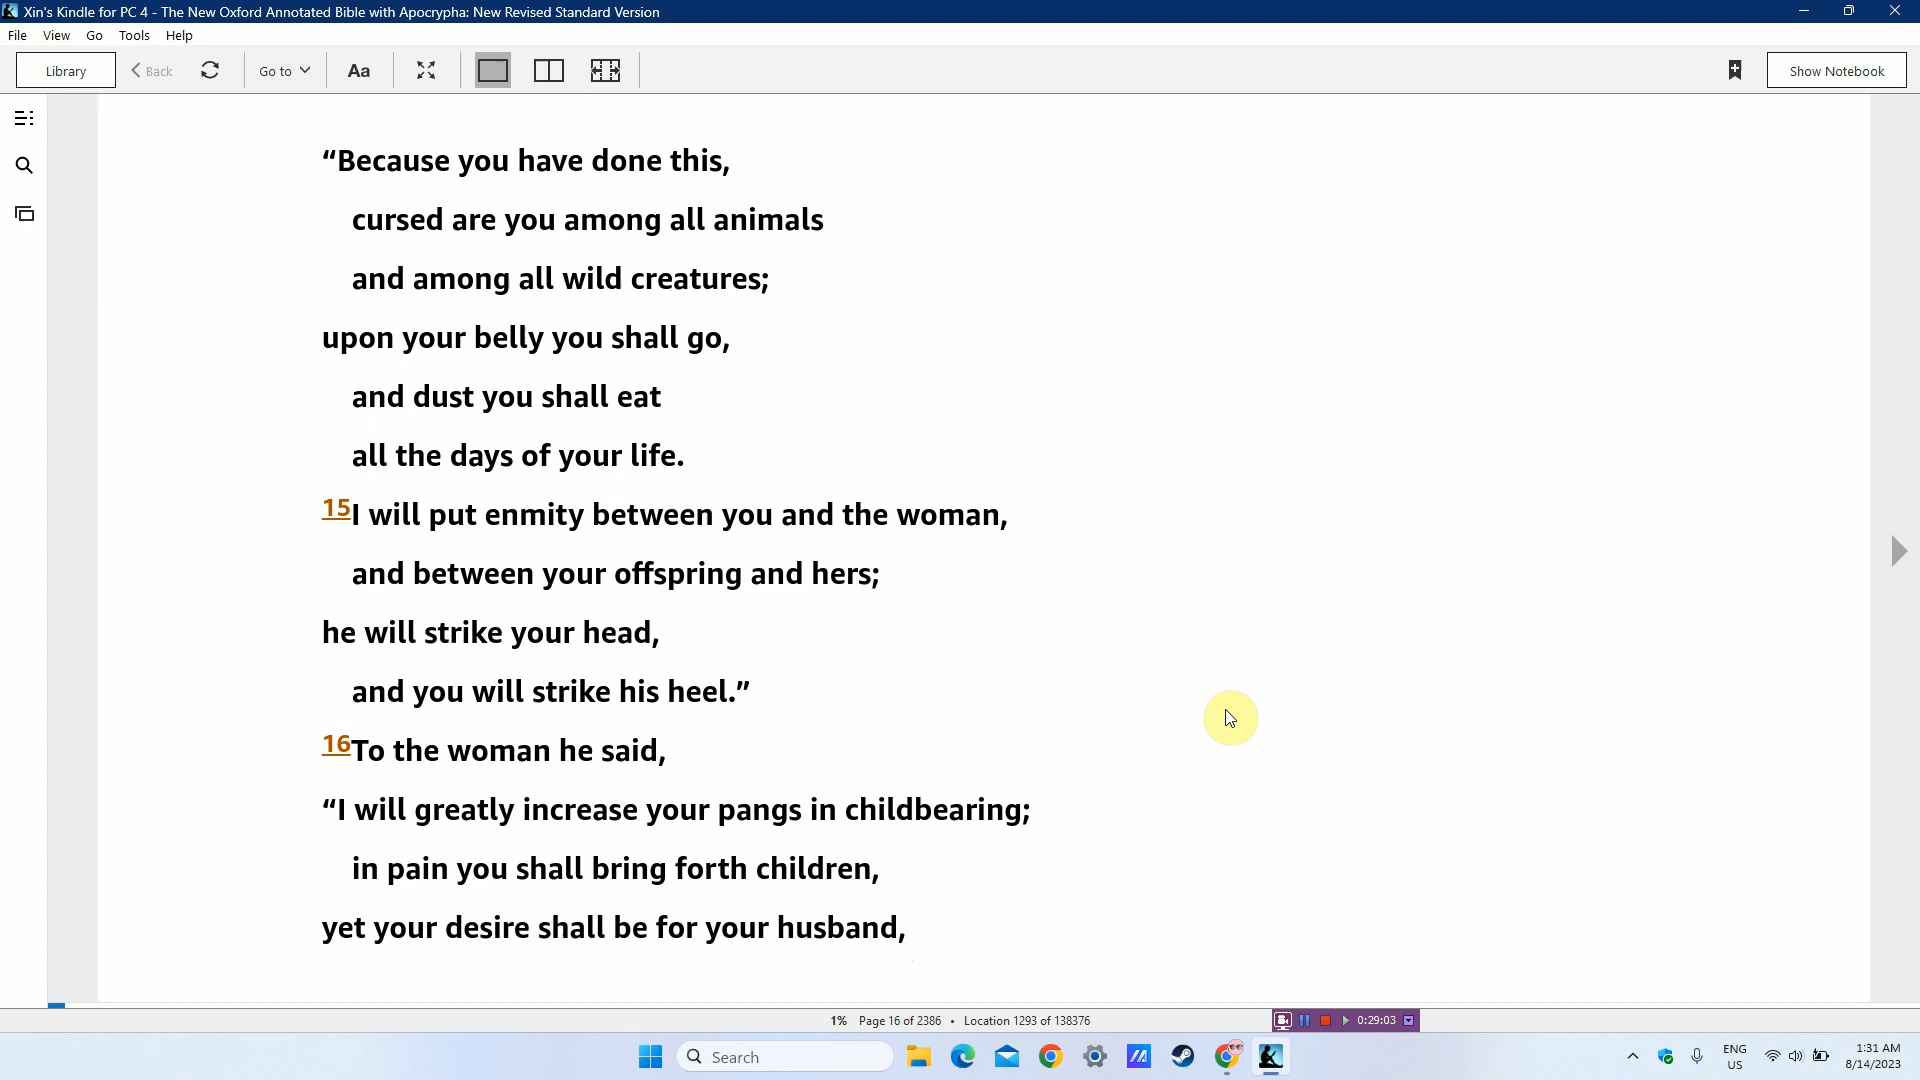 Xin's Kindle for PC 4 - The New Oxford Annotated Bible with Apocrypha: New Revised Standard Version
File View Go Tools Help
Library Back Go to Aa Show Notebook
“Because you have done this,
cursed are you among all animals
and among all wild creatures;
upon your belly you shall go,
and dust you shall eat
all the days of your life.
15I will put enmity between you and the woman,
and between your offspring and hers;
he will strike your head,
and you will strike his heel.”
16To the woman he said,
“I will greatly increase your pangs in childbearing;
in pain you shall bring forth children,
yet your desire shall be for your husband,
1% Page 16 of 2386 • Location 1293 of 138376
0:29:03
Search
ENG
US
1:31 AM
8/14/2023